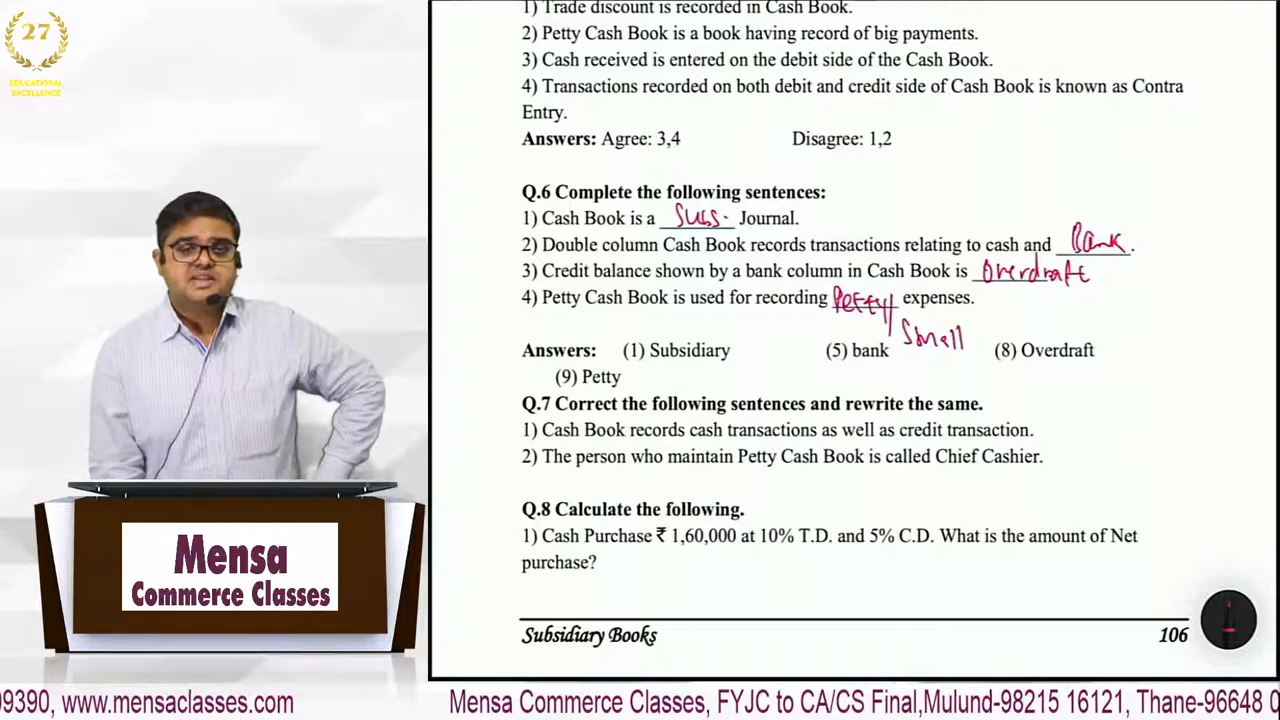 27
EDUCATIONAL
EXCELLENCE
1) Trade discount is recorded in Cash Book.
2) Petty Cash Book is a book having record of big payments.
3) Cash received is entered on the debit side of the Cash Book.
4) Transactions recorded on both debit and credit side of Cash Book is known as Contra
Entry.
Answers: Agree: 3,4 Disagree: 1,2
Q.6 Complete the following sentences:
1) Cash Book is a Subs. Journal.
2) Double column Cash Book records transactions relating to cash and Bank.
3) Credit balance shown by a bank column in Cash Book is Overdraft
4) Petty Cash Book is used for recording Petty/ expenses.
Small
Answers: (1) Subsidiary (5) bank (8) Overdraft
(9) Petty
Q.7 Correct the following sentences and rewrite the same.
1) Cash Book records cash transactions as well as credit transaction.
2) The person who maintain Petty Cash Book is called Chief Cashier.
Q.8 Calculate the following.
1) Cash Purchase ₹ 1,60,000 at 10% T.D. and 5% C.D. What is the amount of Net
purchase?
Subsidiary Books 106
Mensa
Commerce Classes
09390, www.mensaclasses.com Mensa Commerce Classes, FYJC to CA/CS Final,Mulund-98215 16121, Thane-96648 0